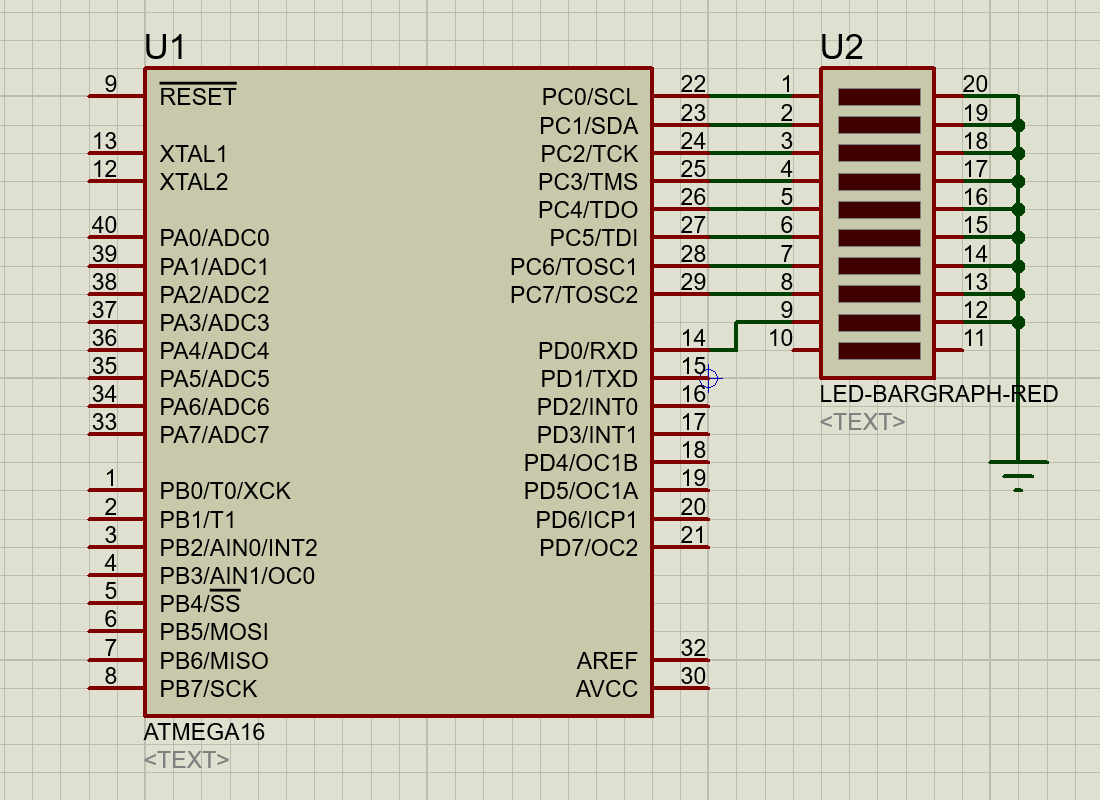 U1 U2
9 RESET PC0/SCL 22 1 20
PC1/SDA 23 2 19
13 XTAL1 PC2/TCK 24 3 18
12 XTAL2 PC3/TMS 25 4 17
PC4/TDO 26 5 16
40 PA0/ADC0 PC5/TDI 27 6 15
39 PA1/ADC1 PC6/TOSC1 28 7 14
38 PA2/ADC2 PC7/TOSC2 29 8 13
37 PA3/ADC3 9 12
36 PA4/ADC4 PD0/RXD 14 10 11
35 PA5/ADC5 PD1/TXD 15
34 PA6/ADC6 PD2/INT0 16 LED-BARGRAPH-RED
33 PA7/ADC7 PD3/INT1 17 <TEXT>
PD4/OC1B 18
1 PB0/T0/XCK PD5/OC1A 19
2 PB1/T1 PD6/ICP1 20
3 PB2/AIN0/INT2 PD7/OC2 21
4 PB3/AIN1/OC0
5 PB4/SS
6 PB5/MOSI
7 PB6/MISO AREF 32
8 PB7/SCK AVCC 30
ATMEGA16
<TEXT>